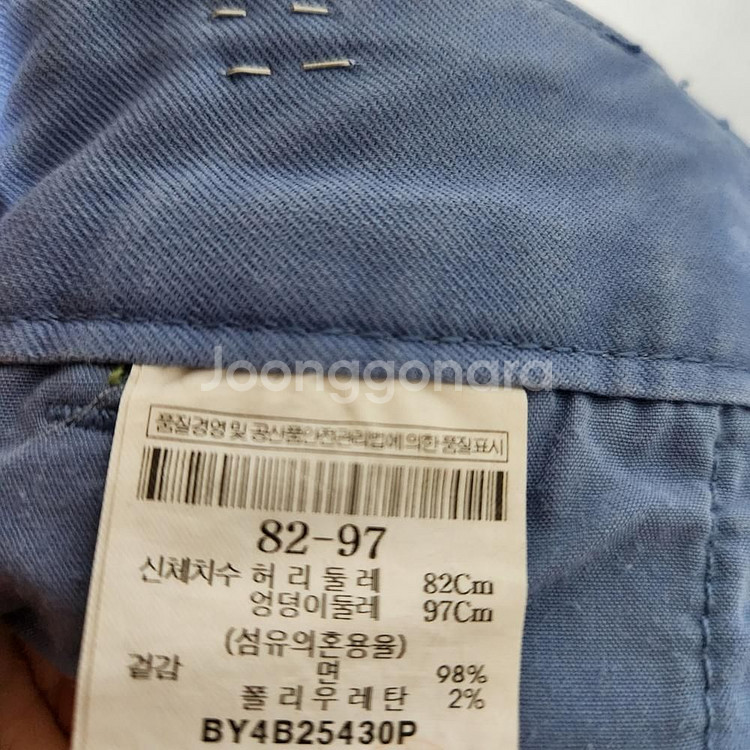 Joonggonara
품질경영 및 공산품안전관리법에 의한 품질표시
82-97
신체치수 허 리 둘 레 82Cm
엉덩이둘레 97Cm
(섬유의혼용율)
겉감 면 98%
폴 리 우 레 탄 2%
BY4B25430P